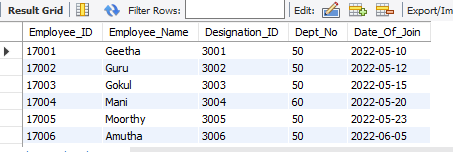 Result Grid Filter Rows: Edit: Export/Im
Employee_ID Employee_Name Designation_ID Dept_No Date_Of_Join
17001 Geetha 3001 50 2022-05-10
17002 Guru 3002 50 2022-05-12
17003 Gokul 3003 50 2022-05-15
17004 Mani 3004 60 2022-05-20
17005 Moorthy 3005 50 2022-05-23
17006 Amutha 3006 50 2022-06-05